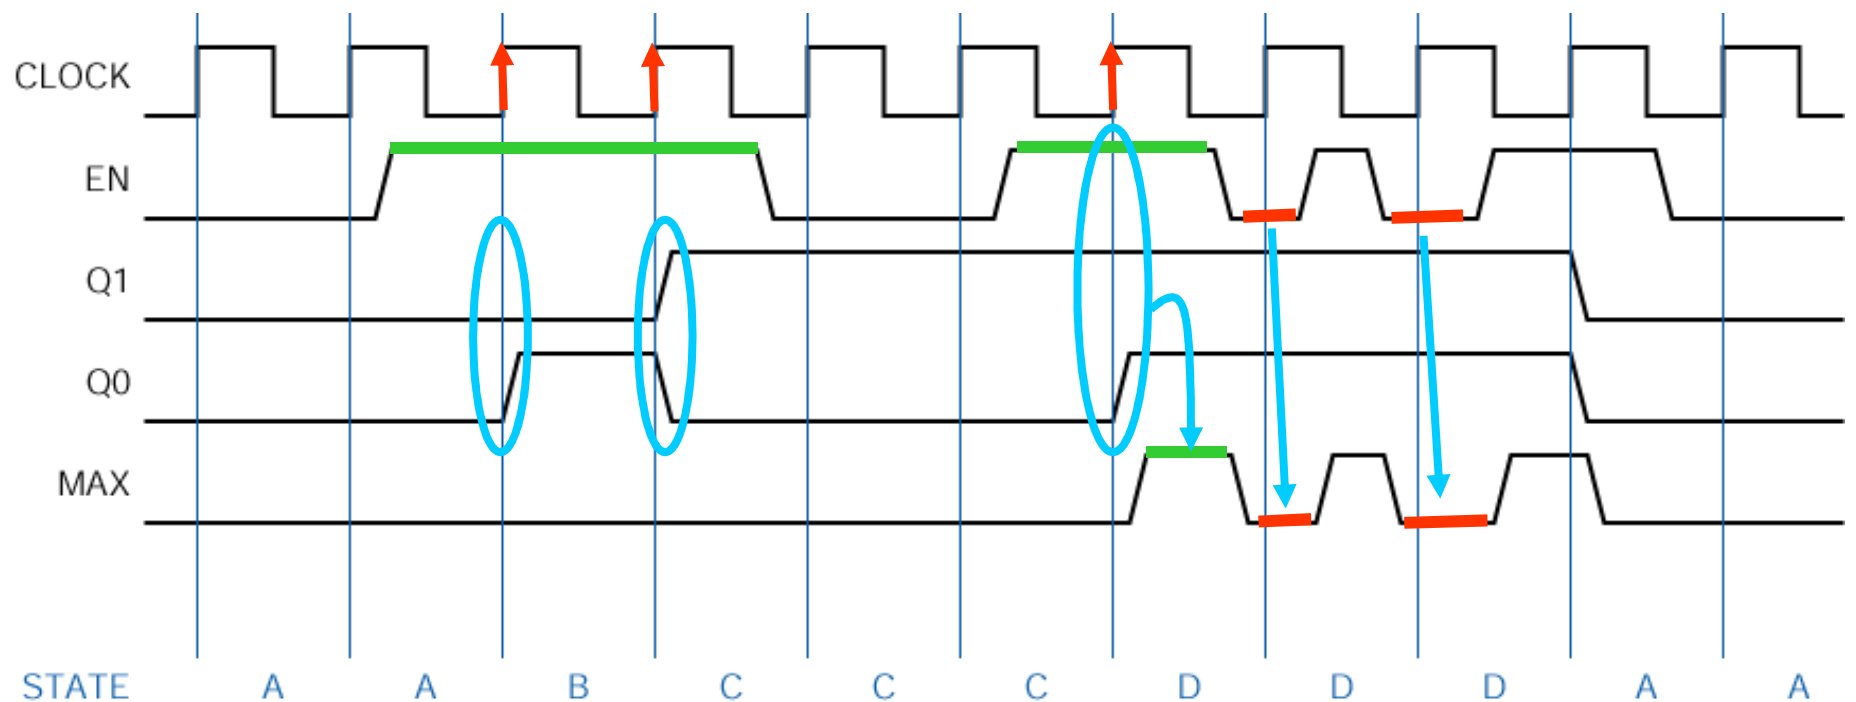 CLOCK
EN
Q1
Q0
MAX
STATE A A B C C C D D D A A